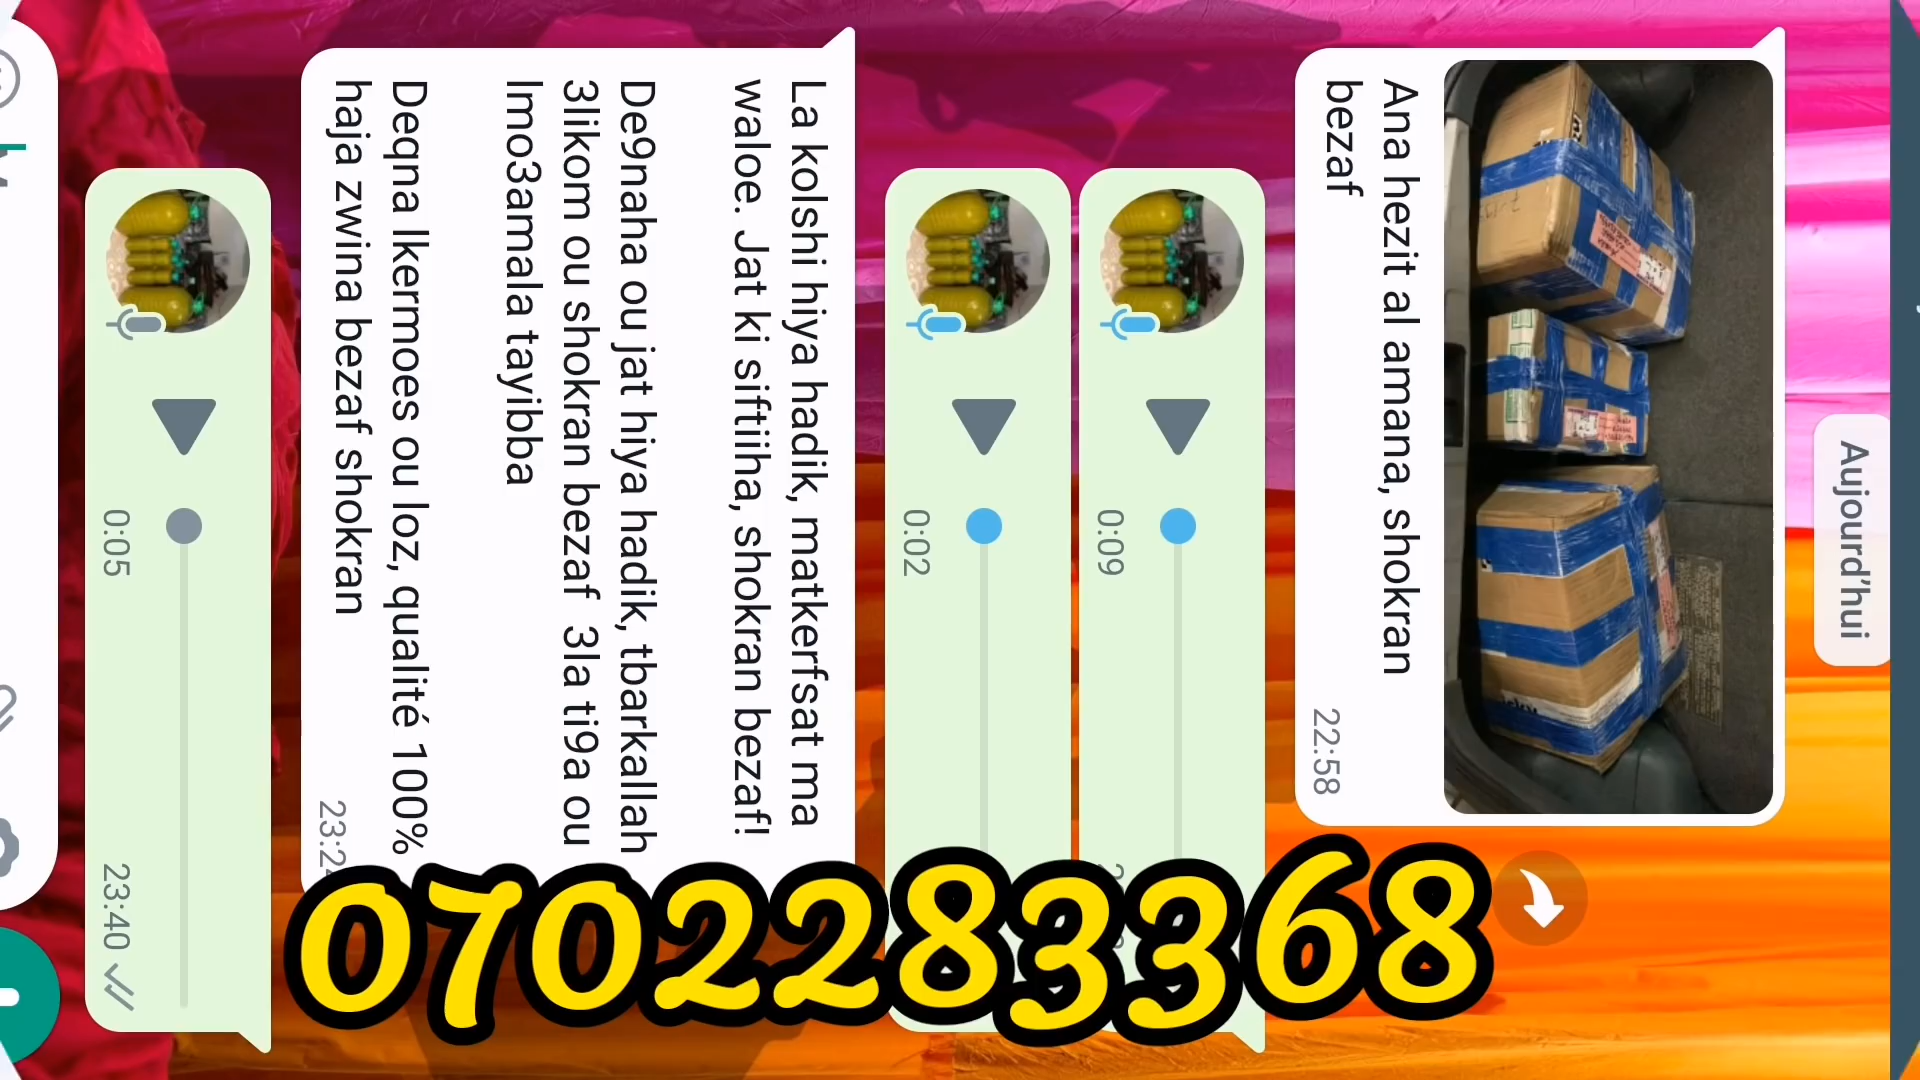 Aujourd'hui
Ana hezit al amana, shokran
bezaf
22:58
0:09
0:02
La kolshi hiya hadik, matkerfsat ma
waloe. Jat ki siftiiha, shokran bezaf!
De9naha ou jat hiya hadik, tbarkallah
3likom ou shokran bezaf 3la ti9a ou
lmo3amala tayibba
Deqna lkermoes ou loz, qualité 100%
haja zwina bezaf shokran
0:05
23:40
0702283368